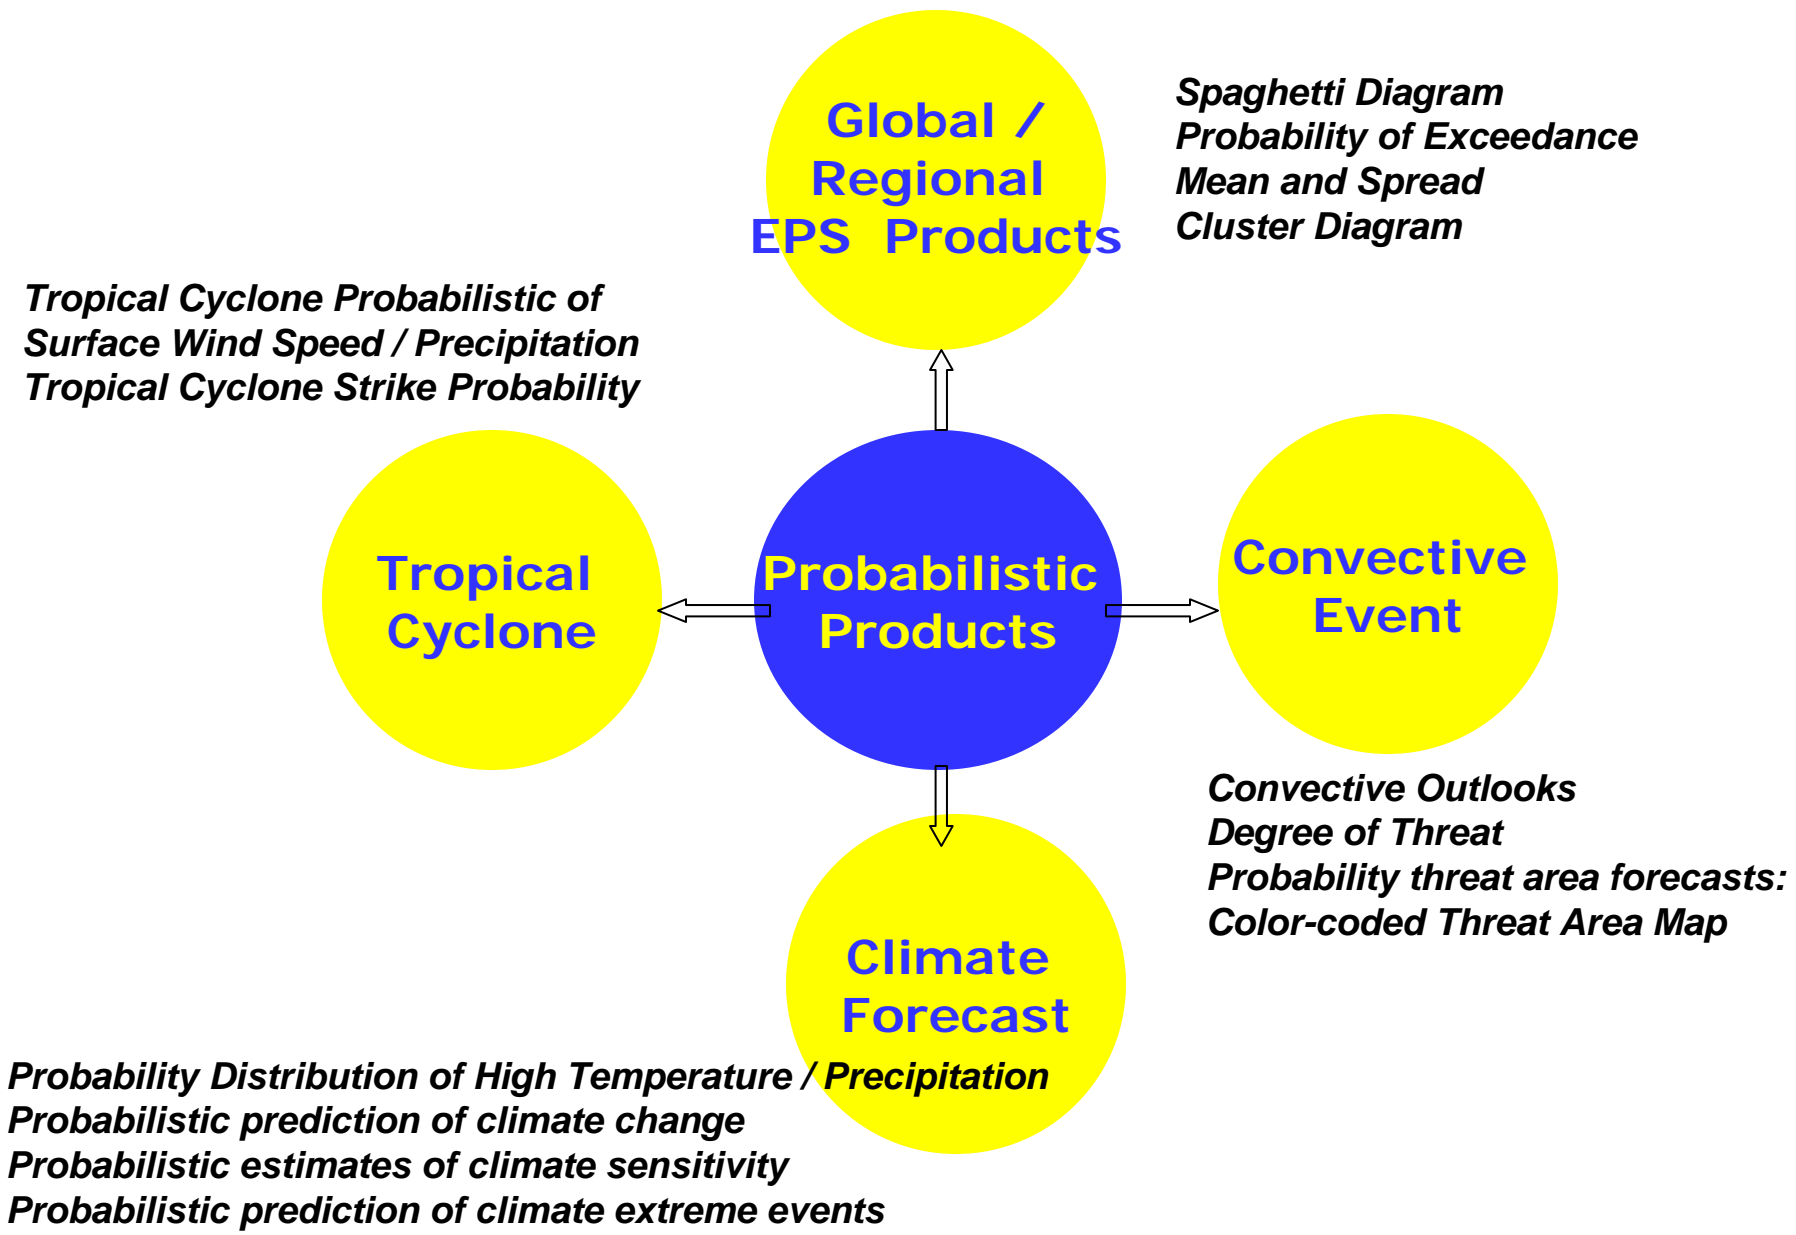 Global /
Regional
EPS Products
Spaghetti Diagram
Probability of Exceedance
Mean and Spread
Cluster Diagram
Tropical Cyclone Probabilistic of
Surface Wind Speed / Precipitation
Tropical Cyclone Strike Probability
Tropical
Cyclone
Probabilistic
Products
Convective
Event
Convective Outlooks
Degree of Threat
Probability threat area forecasts:
Color-coded Threat Area Map
Climate
Forecast
Probability Distribution of High Temperature / Precipitation
Probabilistic prediction of climate change
Probabilistic estimates of climate sensitivity
Probabilistic prediction of climate extreme events